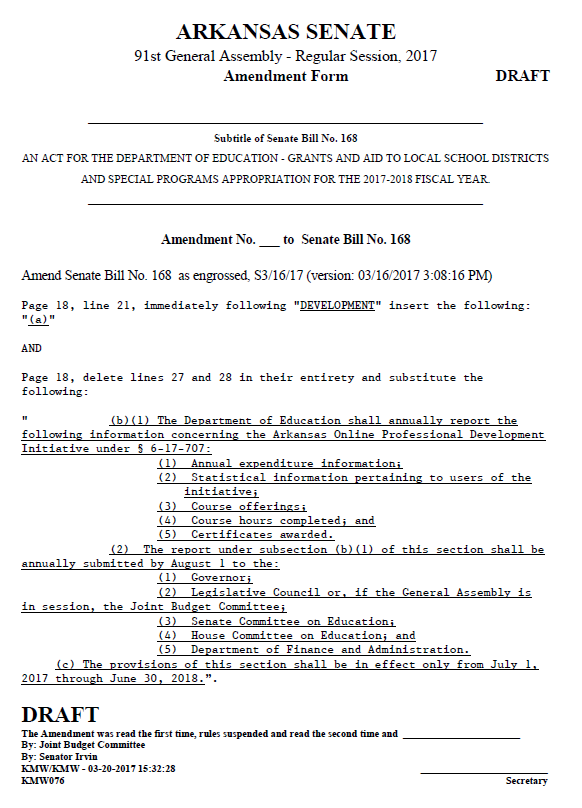 ARKANSAS SENATE
91st General Assembly - Regular Session, 2017
Amendment Form DRAFT
Subtitle of Senate Bill No. 168
AN ACT FOR THE DEPARTMENT OF EDUCATION - GRANTS AND AID TO LOCAL SCHOOL DISTRICTS
AND SPECIAL PROGRAMS APPROPRIATION FOR THE 2017-2018 FISCAL YEAR.
Amendment No. ___ to Senate Bill No. 168
Amend Senate Bill No. 168 as engrossed, S3/16/17 (version: 03/16/2017 3:08:16 PM)
Page 18, line 21, immediately following "DEVELOPMENT" insert the following:
"(a)"
AND
Page 18, delete lines 27 and 28 in their entirety and substitute the
following:
" (b)(1) The Department of Education shall annually report the
following information concerning the Arkansas Online Professional Development
Initiative under § 6-17-707:
(1) Annual expenditure information;
(2) Statistical information pertaining to users of the
initiative;
(3) Course offerings;
(4) Course hours completed; and
(5) Certificates awarded.
(2) The report under subsection (b)(1) of this section shall be
annually submitted by August 1 to the:
(1) Governor;
(2) Legislative Council or, if the General Assembly is
in session, the Joint Budget Committee;
(3) Senate Committee on Education;
(4) House Committee on Education; and
(5) Department of Finance and Administration.
(c) The provisions of this section shall be in effect only from July 1,
2017 through June 30, 2018.".
DRAFT
The Amendment was read the first time, rules suspended and read the second time and ____________________
By: Joint Budget Committee
By: Senator Irvin
KMW/KMW - 03-20-2017 15:32:28
KMW076 Secretary